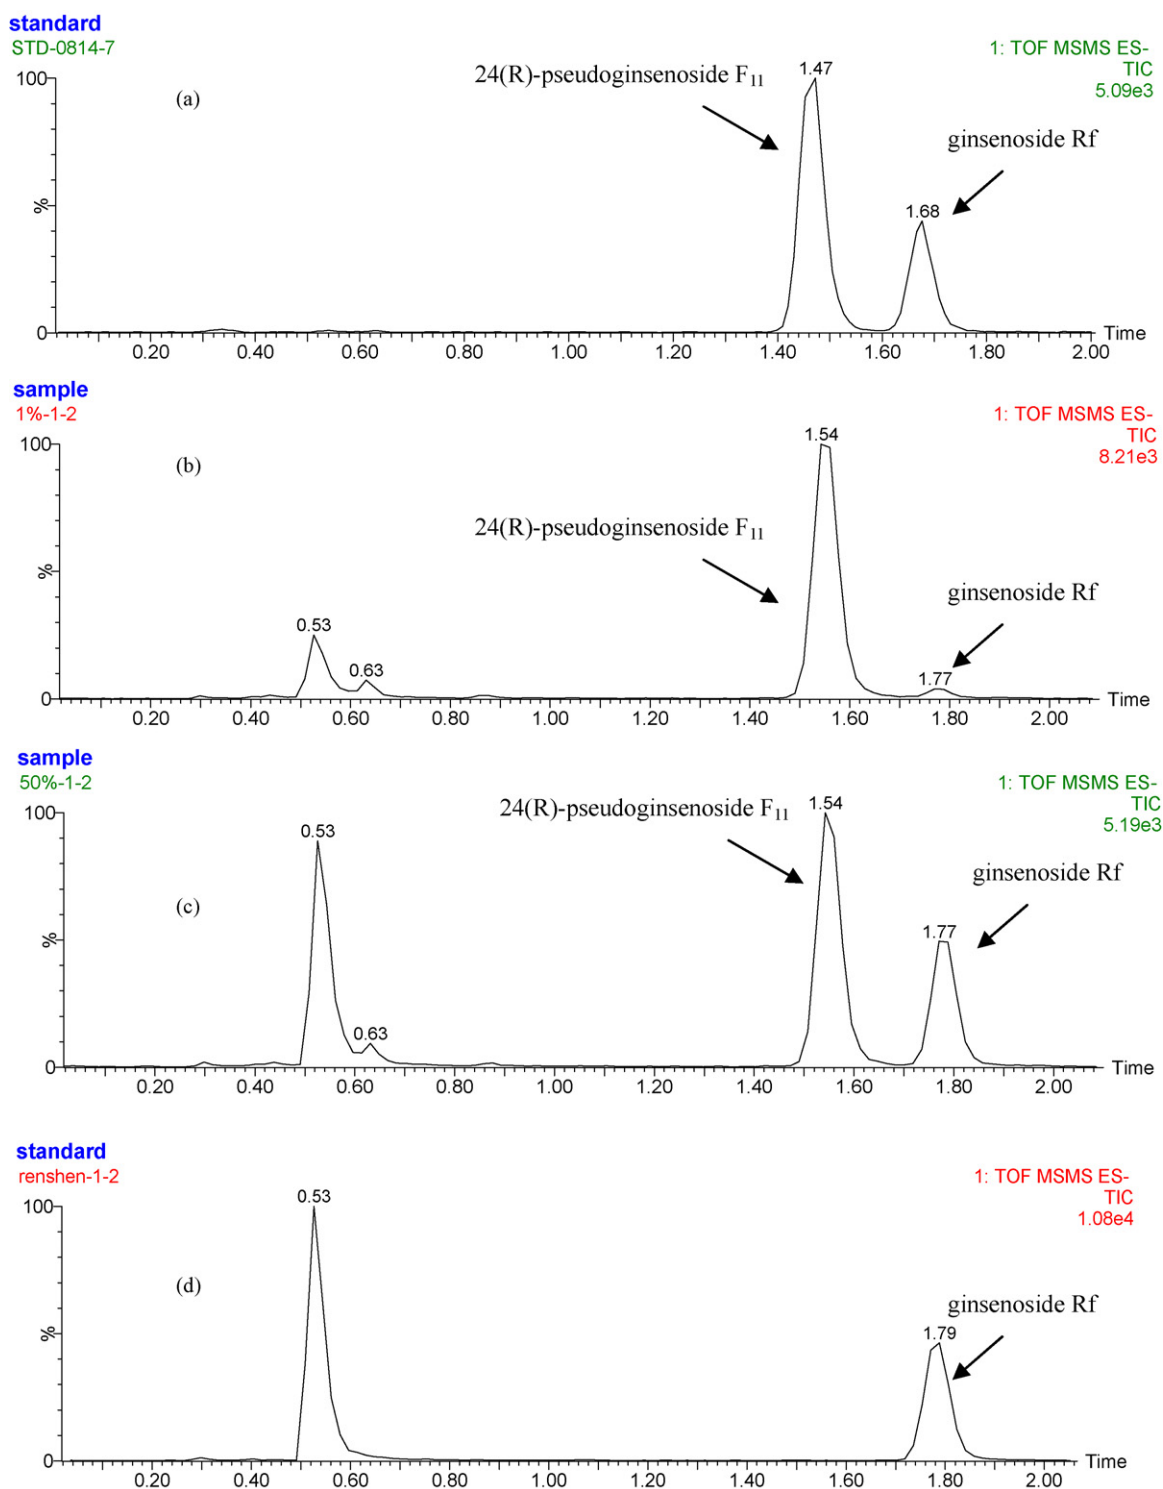 standard
STD-0814-7
1: TOF MSMS ES-
TIC
5.09e3
(a)
24(R)-pseudoginsenoside F₁₁
1.47
ginsenoside Rf
1.68
100
%
0
0.20 0.40 0.60 0.80 1.00 1.20 1.40 1.60 1.80 2.00
Time
sample
1%-1-2
1: TOF MSMS ES-
TIC
8.21e3
(b)
24(R)-pseudoginsenoside F₁₁
1.54
ginsenoside Rf
1.77
0.53
0.63
100
%
0
0.20 0.40 0.60 0.80 1.00 1.20 1.40 1.60 1.80 2.00
Time
sample
50%-1-2
1: TOF MSMS ES-
TIC
5.19e3
24(R)-pseudoginsenoside F₁₁
1.54
0.53
ginsenoside Rf
(c)
1.77
0.63
100
%
0
0.20 0.40 0.60 0.80 1.00 1.20 1.40 1.60 1.80 2.00
Time
standard
renshen-1-2
1: TOF MSMS ES-
TIC
1.08e4
0.53
(d)
ginsenoside Rf
1.79
100
%
0
0.20 0.40 0.60 0.80 1.00 1.20 1.40 1.60 1.80 2.00
Time